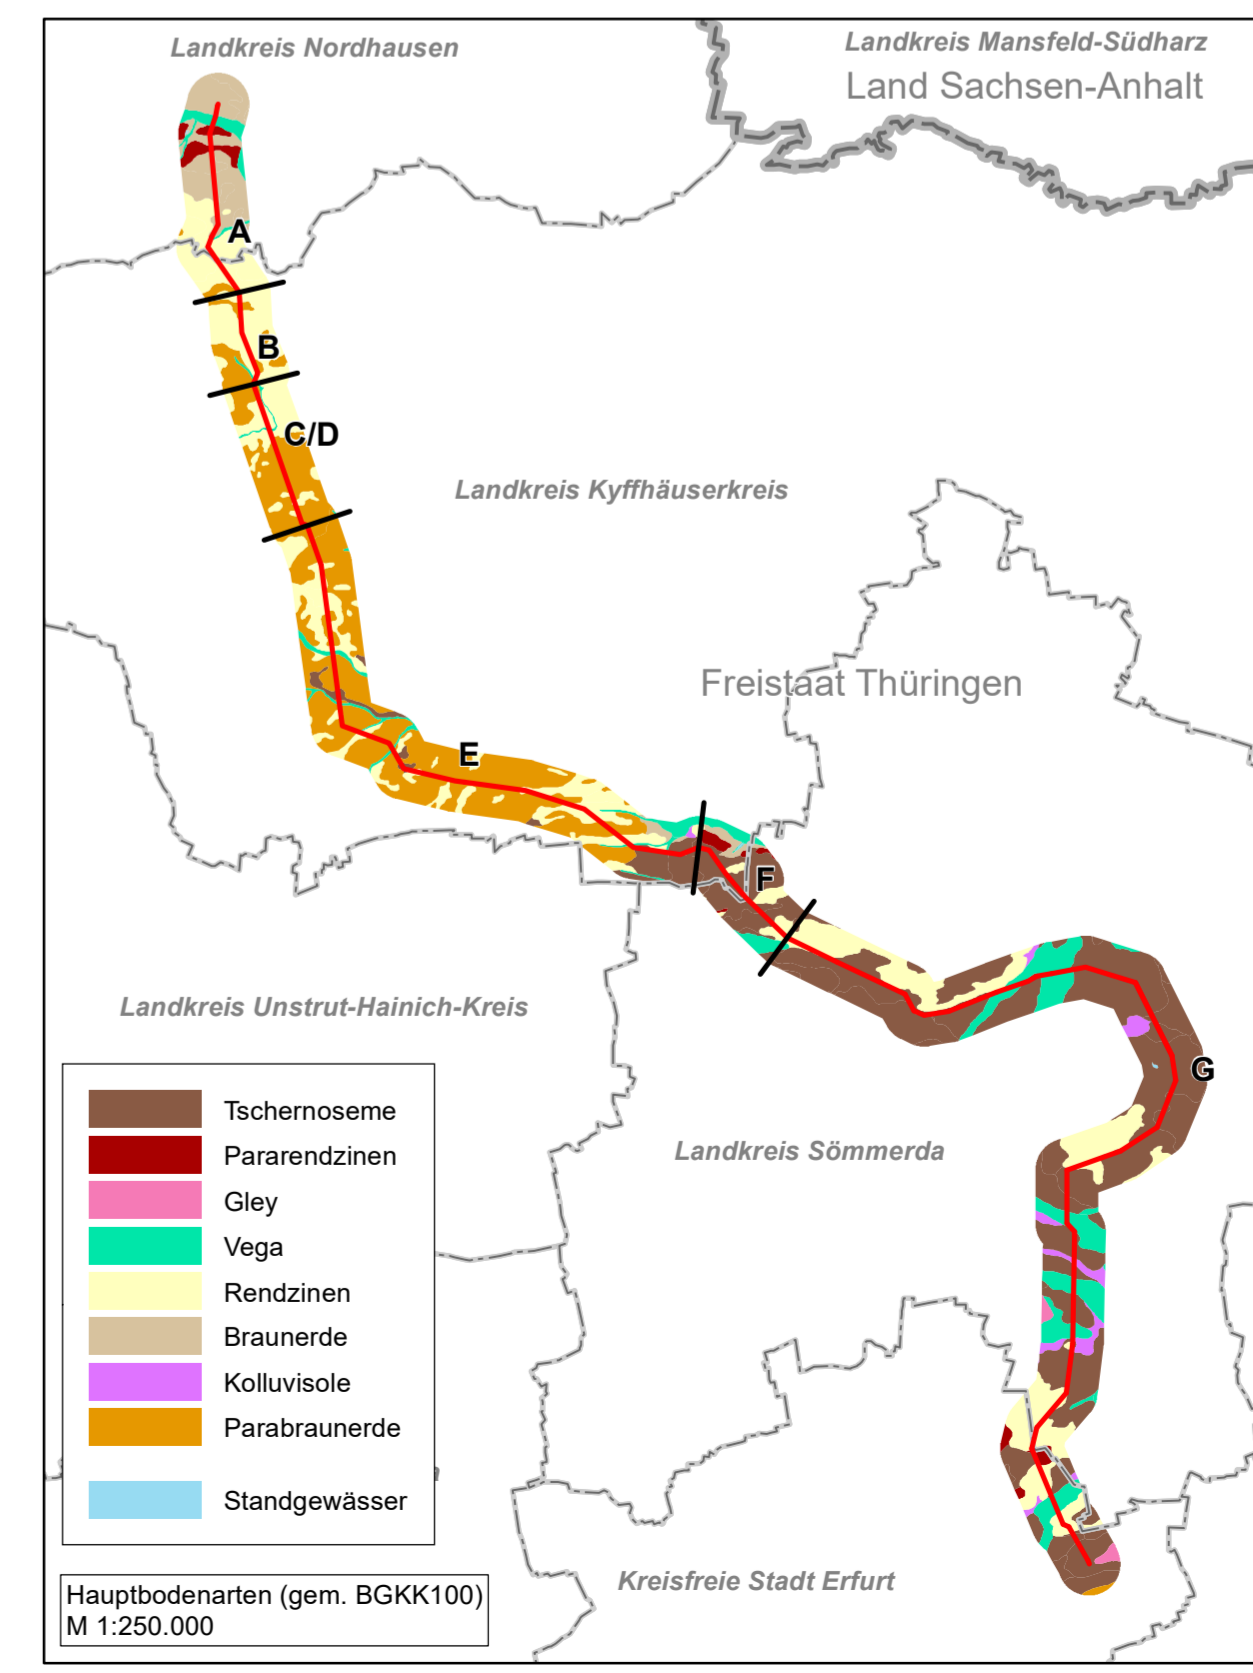 Landkreis Nordhausen
Landkreis Mansfeld-Südharz
Land Sachsen-Anhalt
A
B
C/D
Landkreis Kyffhäuserkreis
Freistaat Thüringen
E
F
Landkreis Unstrut-Hainich-Kreis
G
Landkreis Sömmerda
Tschernoseme
Pararendzinen
Gley
Vega
Rendzinen
Braunerde
Kolluvisole
Parabraunerde
Standgewässer
Kreisfreie Stadt Erfurt
Hauptbodenarten (gem. BGKK100)
M 1:250.000